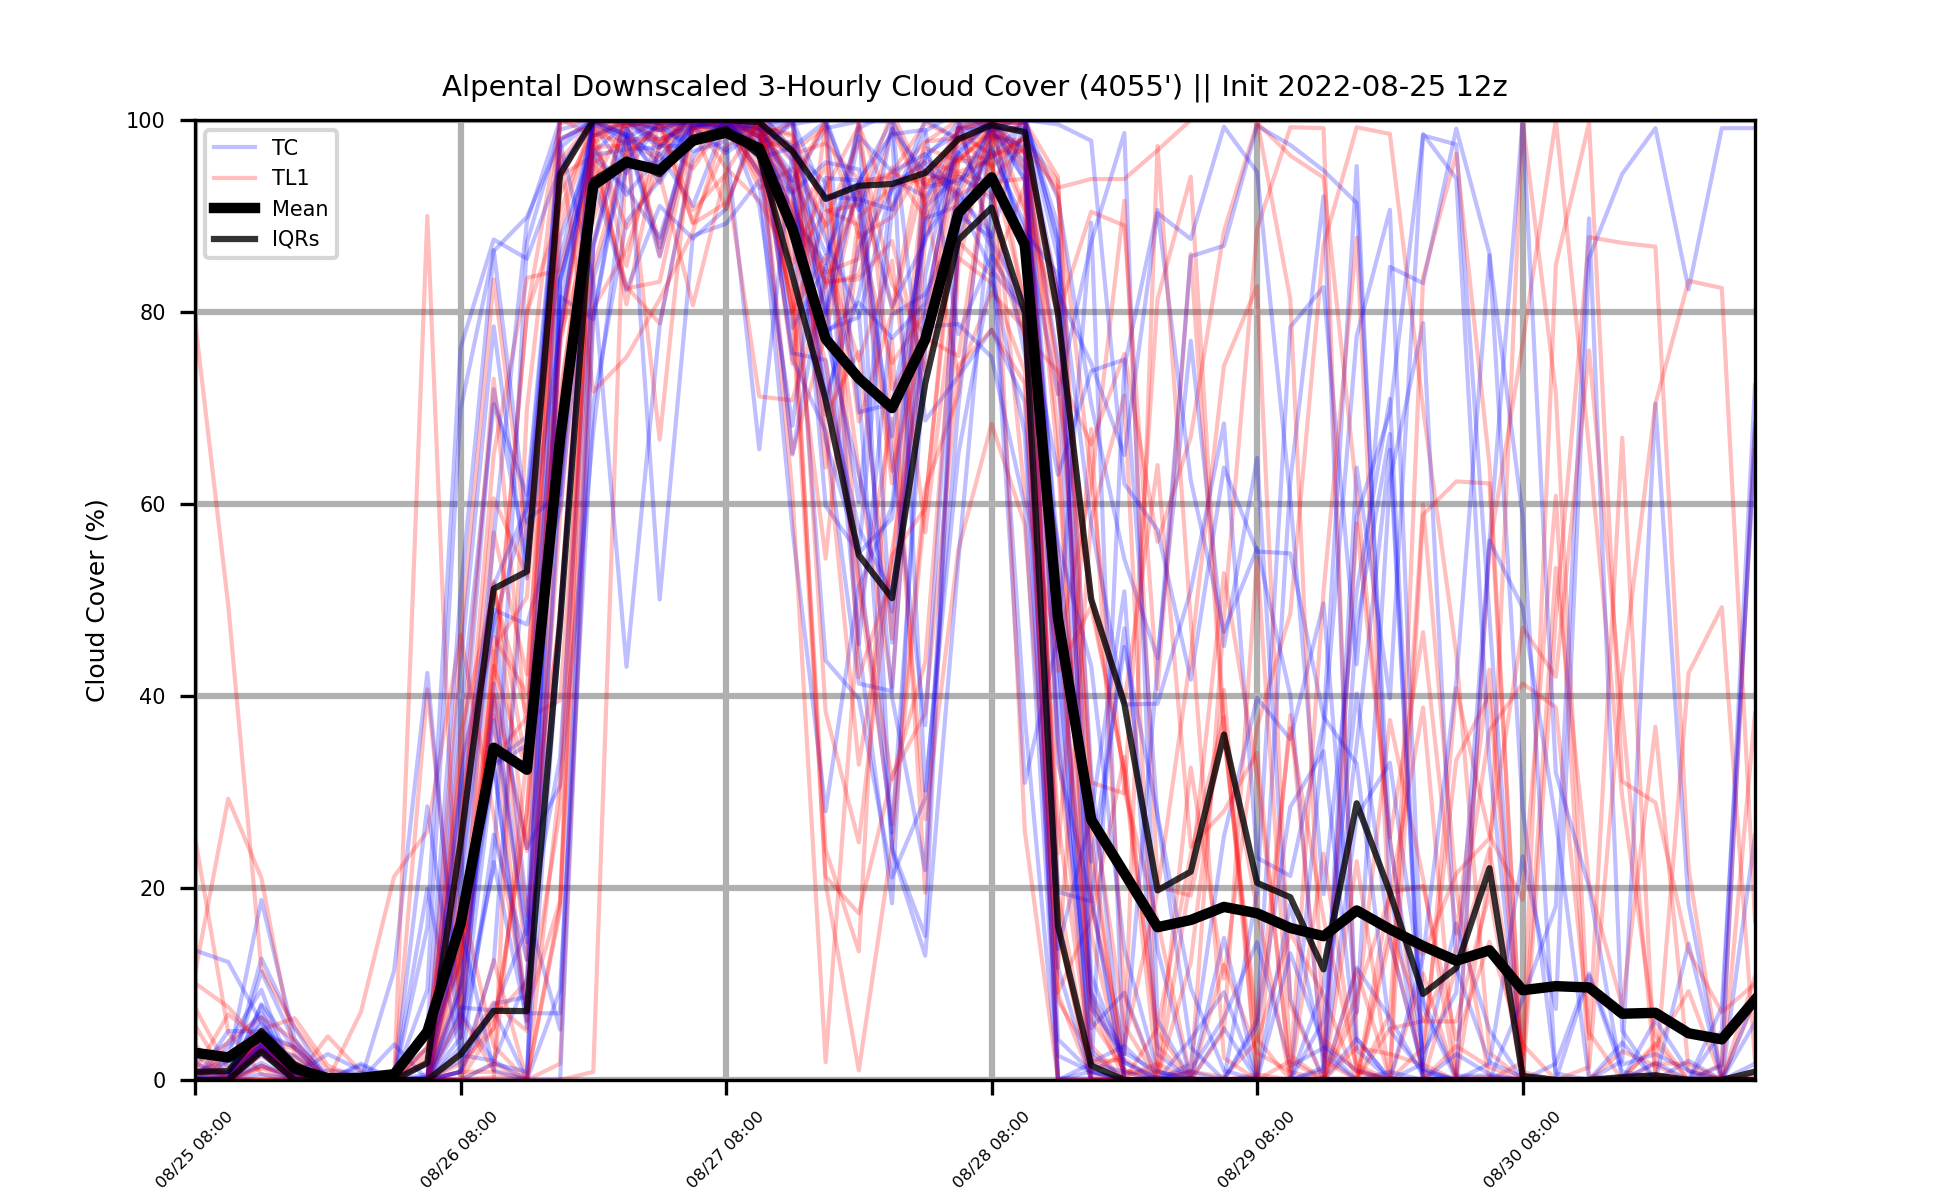 Alpental Downscaled 3-Hourly Cloud Cover (4055') || Init 2022-08-25 12z
100
80
60
40
20
0
Cloud Cover (%)
TC
TL1
Mean
IQRs
08/25 08:00
08/26 08:00
08/27 08:00
08/28 08:00
08/29 08:00
08/30 08:00